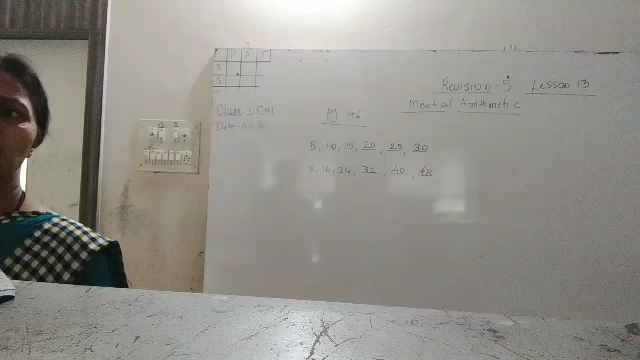 P A T
B
G
Revision-5 Lesson 13
Mental Arithmetic
Class I EM
Pg 146
Date:
5, 10, 15, 20, 25, 30
8, 16, 24, 32, 40, 48